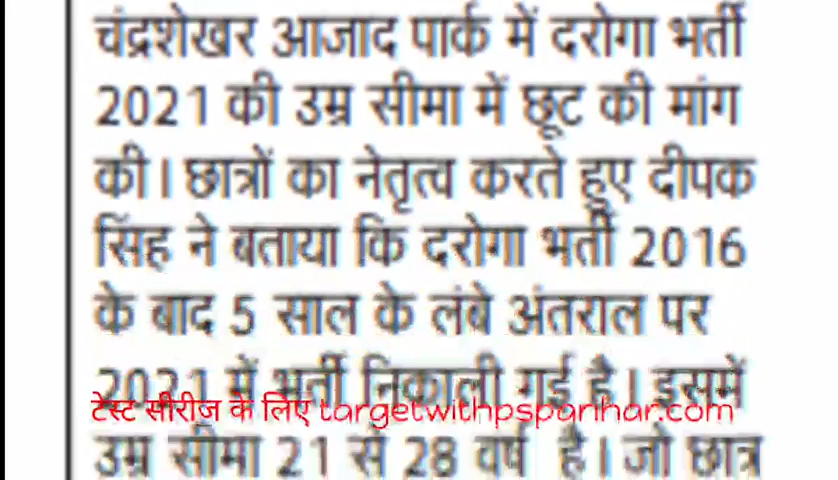 चंद्रशेखर आजाद पार्क में दरोगा भर्ती
2021 की उम्र सीमा में छूट की मांग
की। छात्रों का नेतृत्व करते हुए दीपक
सिंह ने बताया कि दरोगा भर्ती 2016
के बाद 5 साल के लंबे अंतराल पर
2021 में भर्ती निकाली गई है। इसमें
टेस्ट सीरीज के लिए targetwithpspanhar.com
उम्र सीमा 21 से 28 वर्ष है। जो छात्र